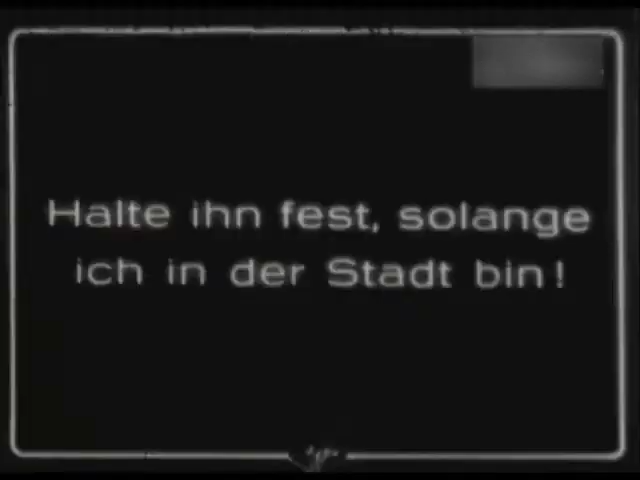 Halte ihn fest, solange
ich in der Stadt bin!